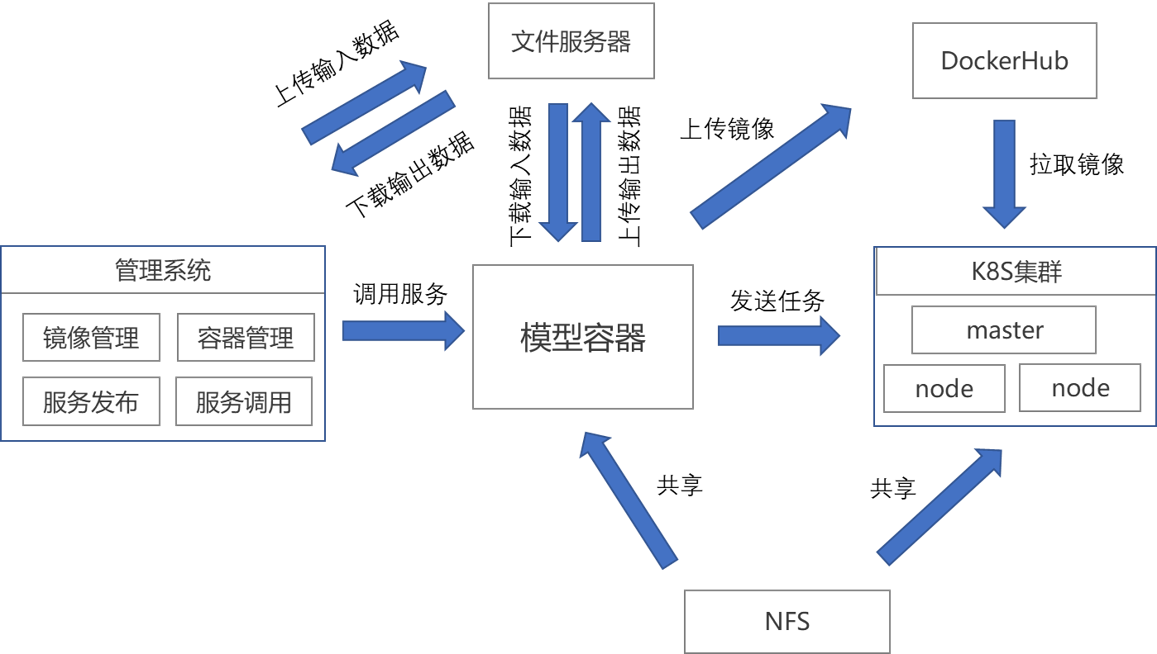 文件服务器
DockerHub
上传输入数据
下载输出数据
下载输入数据
上传输出数据
上传镜像
拉取镜像
管理系统
镜像管理
容器管理
服务发布
服务调用
调用服务
模型容器
发送任务
K8S集群
master
node
node
共享
共享
NFS